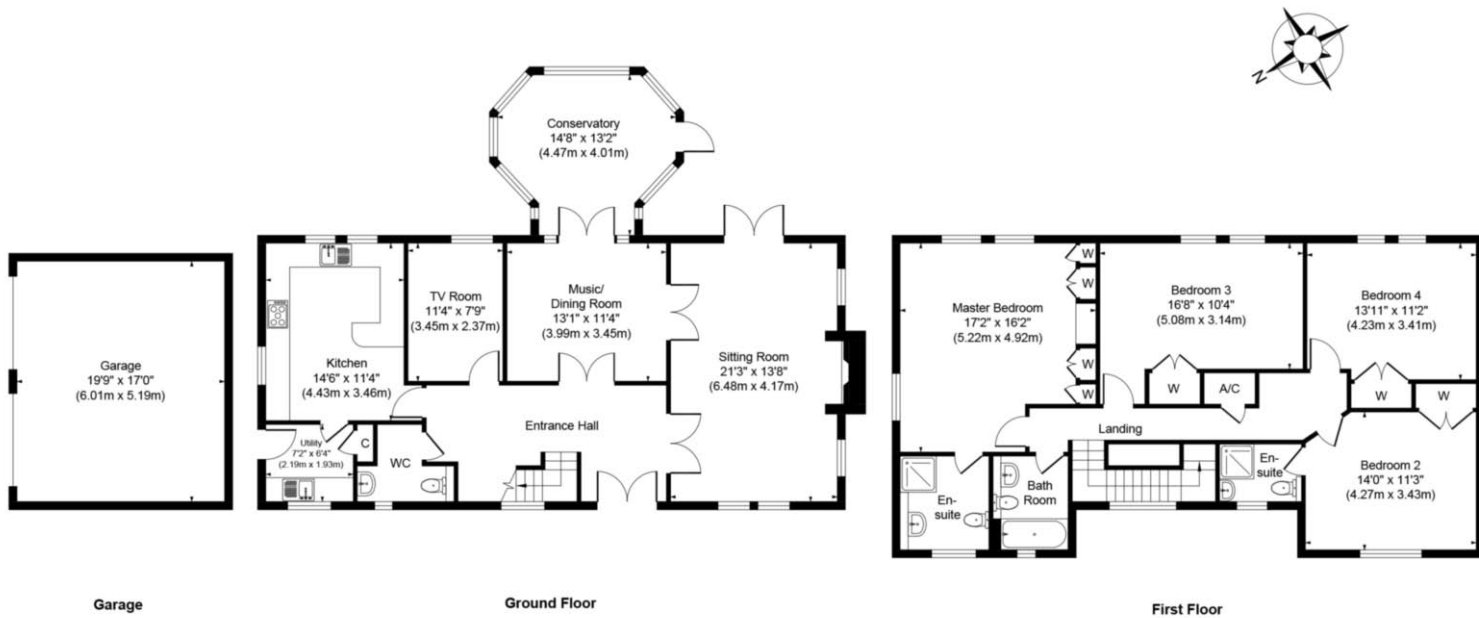 N
Conservatory
14'8" x 13'2"
(4.47m x 4.01m)
Garage
19'9" x 17'0"
(6.01m x 5.19m)
Kitchen
14'6" x 11'4"
(4.43m x 3.46m)
TV Room
11'4" x 7'9"
(3.45m x 2.37m)
Music/
Dining Room
13'1" x 11'4"
(3.99m x 3.45m)
Sitting Room
21'3" x 13'8"
(6.48m x 4.17m)
Entrance Hall
Utility
7'2" x 6'4"
(2.19m x 1.93m)
C
WC
Master Bedroom
17'2" x 16'2"
(5.22m x 4.92m)
W
W
W
W
Bedroom 3
16'8" x 10'4"
(5.08m x 3.14m)
W
A/C
Bedroom 4
13'11" x 11'2"
(4.23m x 3.41m)
W
W
Landing
En-
suite
Bath
Room
En-
suite
Bedroom 2
14'0" x 11'3"
(4.27m x 3.43m)
Garage
Ground Floor
First Floor